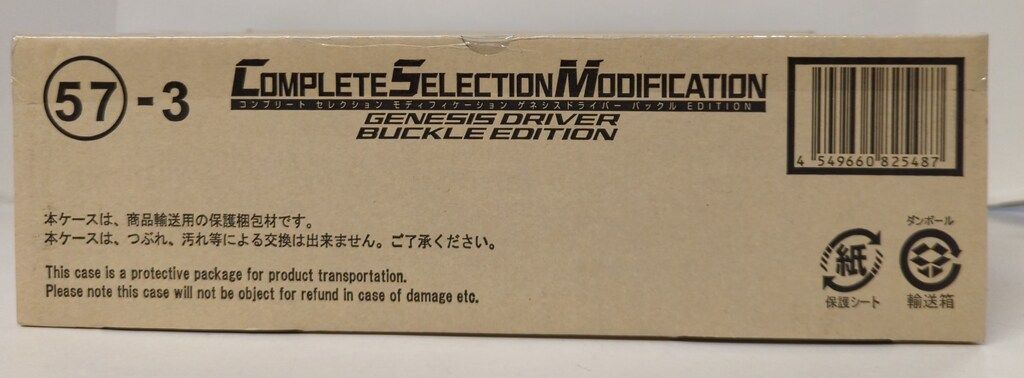 57-3
COMPLETE SELECTION MODIFICATION
コンプリート セレクション モディフィケーション ゲネシスドライバー バックル EDITION
GENESIS DRIVER
BUCKLE EDITION
4 549660 825487
本ケースは、商品輸送用の保護梱包材です。
本ケースは、つぶれ、汚れ等による交換は出来ません。ご了承ください。
This case is a protective package for product transportation.
Please note this case will not be object for refund in case of damage etc.
紙
保護シート
ダンボール
輸送箱